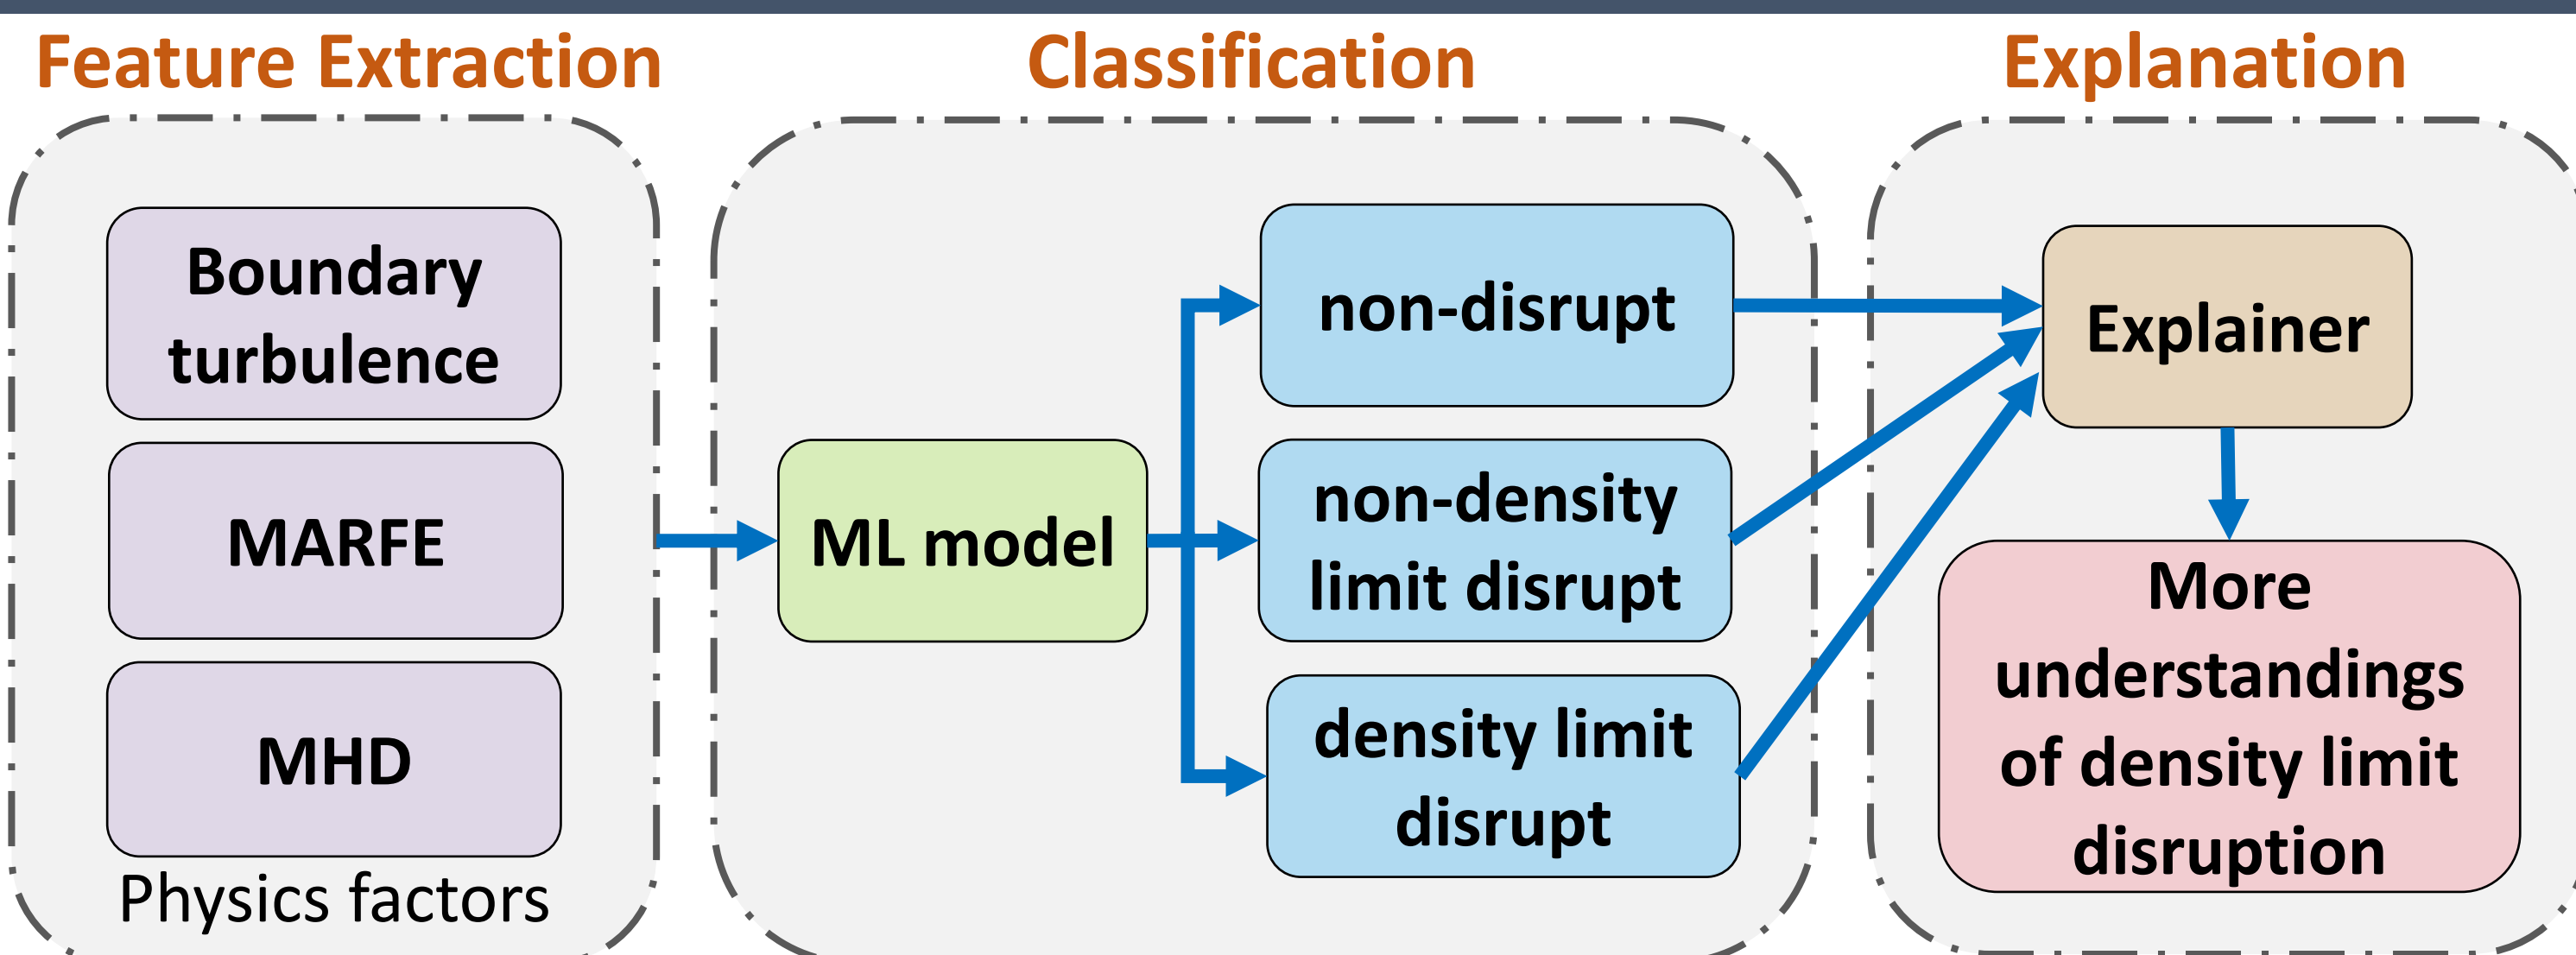 Feature Extraction
Classification
Explanation
Boundary
turbulence
MARFE
MHD
Physics factors
ML model
non-disrupt
non-density
limit disrupt
density limit
disrupt
Explainer
More
understandings
of density limit
disruption